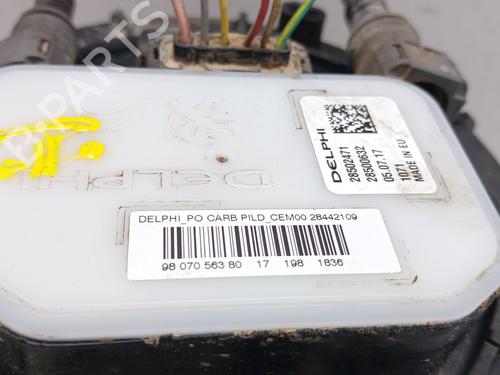 B-PARTS
DELPHI
28502471
28500632
05.07.17
1071
MADE IN EU
DELPHI
DELPHI_PO CARB PILD_CEM00 28442109
98 070 563 80 17 198 1836